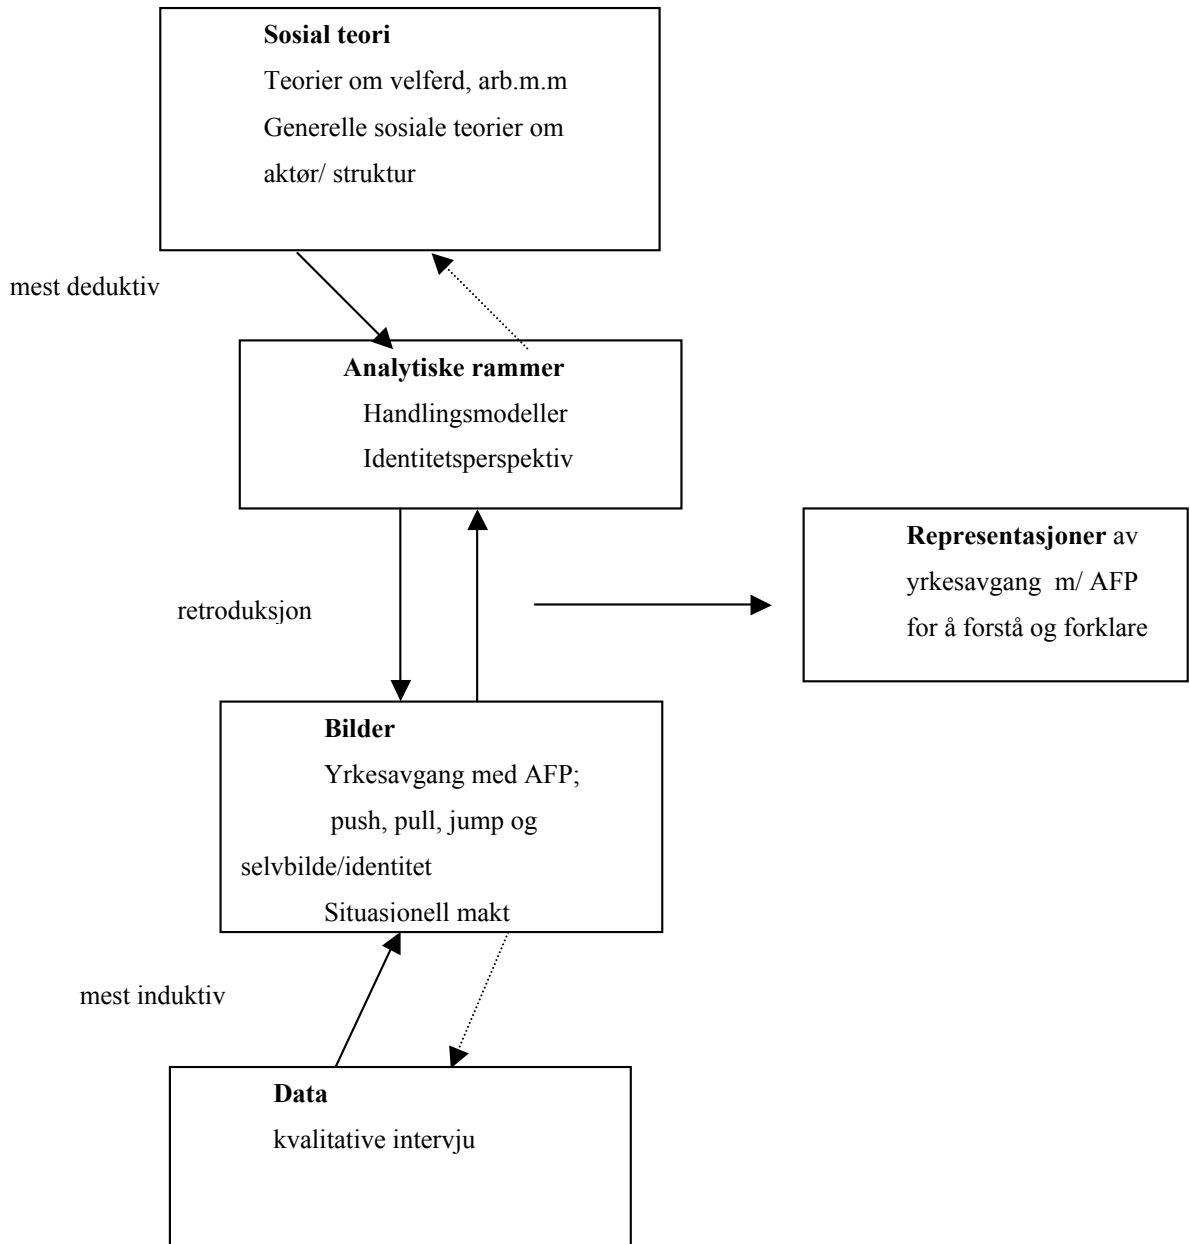 Sosial teori
Teorier om velferd, arb.m.m
Generelle sosiale teorier om
aktør/ struktur
mest deduktiv
Analytiske rammer
Handlingsmodeller
Identitetsperspektiv
Representasjoner av
yrkesavgang m/ AFP
for å forstå og forklare
retroduksjon
Bilder
Yrkesavgang med AFP;
push, pull, jump og
selvbilde/identitet
Situasjonell makt
mest induktiv
Data
kvalitative intervju